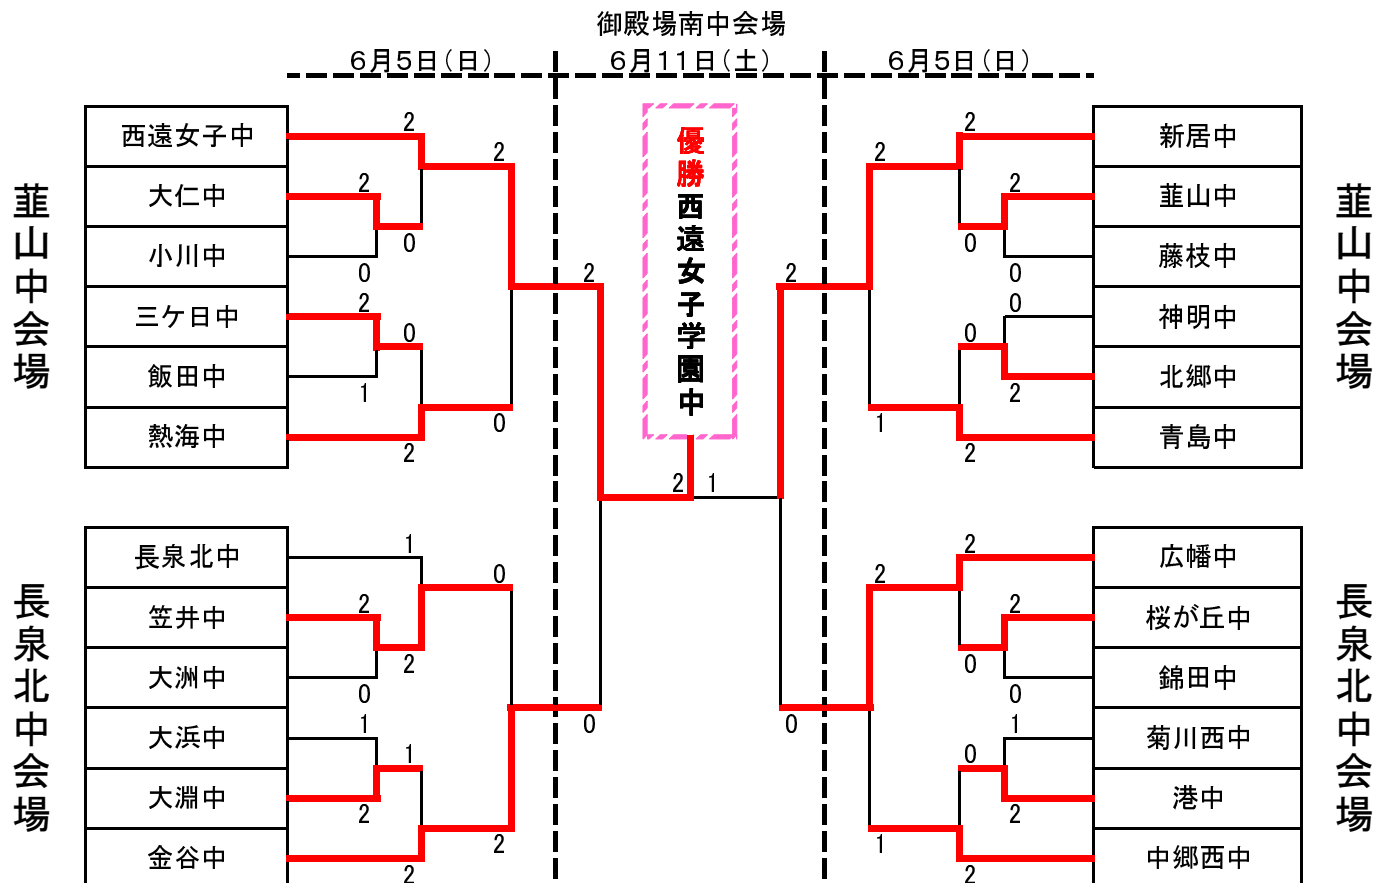 御殿場南中会場
6月5日(日)
6月11日(土)
6月5日(日)
韮山中会場
西遠女子中
大仁中
小川中
三ケ日中
飯田中
熱海中
2
2
0
0
2
1
0
2
2
0
長泉北中会場
長泉北中
笠井中
大洲中
大浜中
大淵中
金谷中
1
2
0
2
1
2
1
2
0
2
2
0
優勝西遠女子学園中
2
1
2
0
韮山中会場
新居中
韮山中
藤枝中
神明中
北郷中
青島中
2
2
0
0
0
2
0
2
2
1
長泉北中会場
広幡中
桜が丘中
錦田中
菊川西中
港中
中郷西中
2
2
0
0
1
2
0
2
2
1